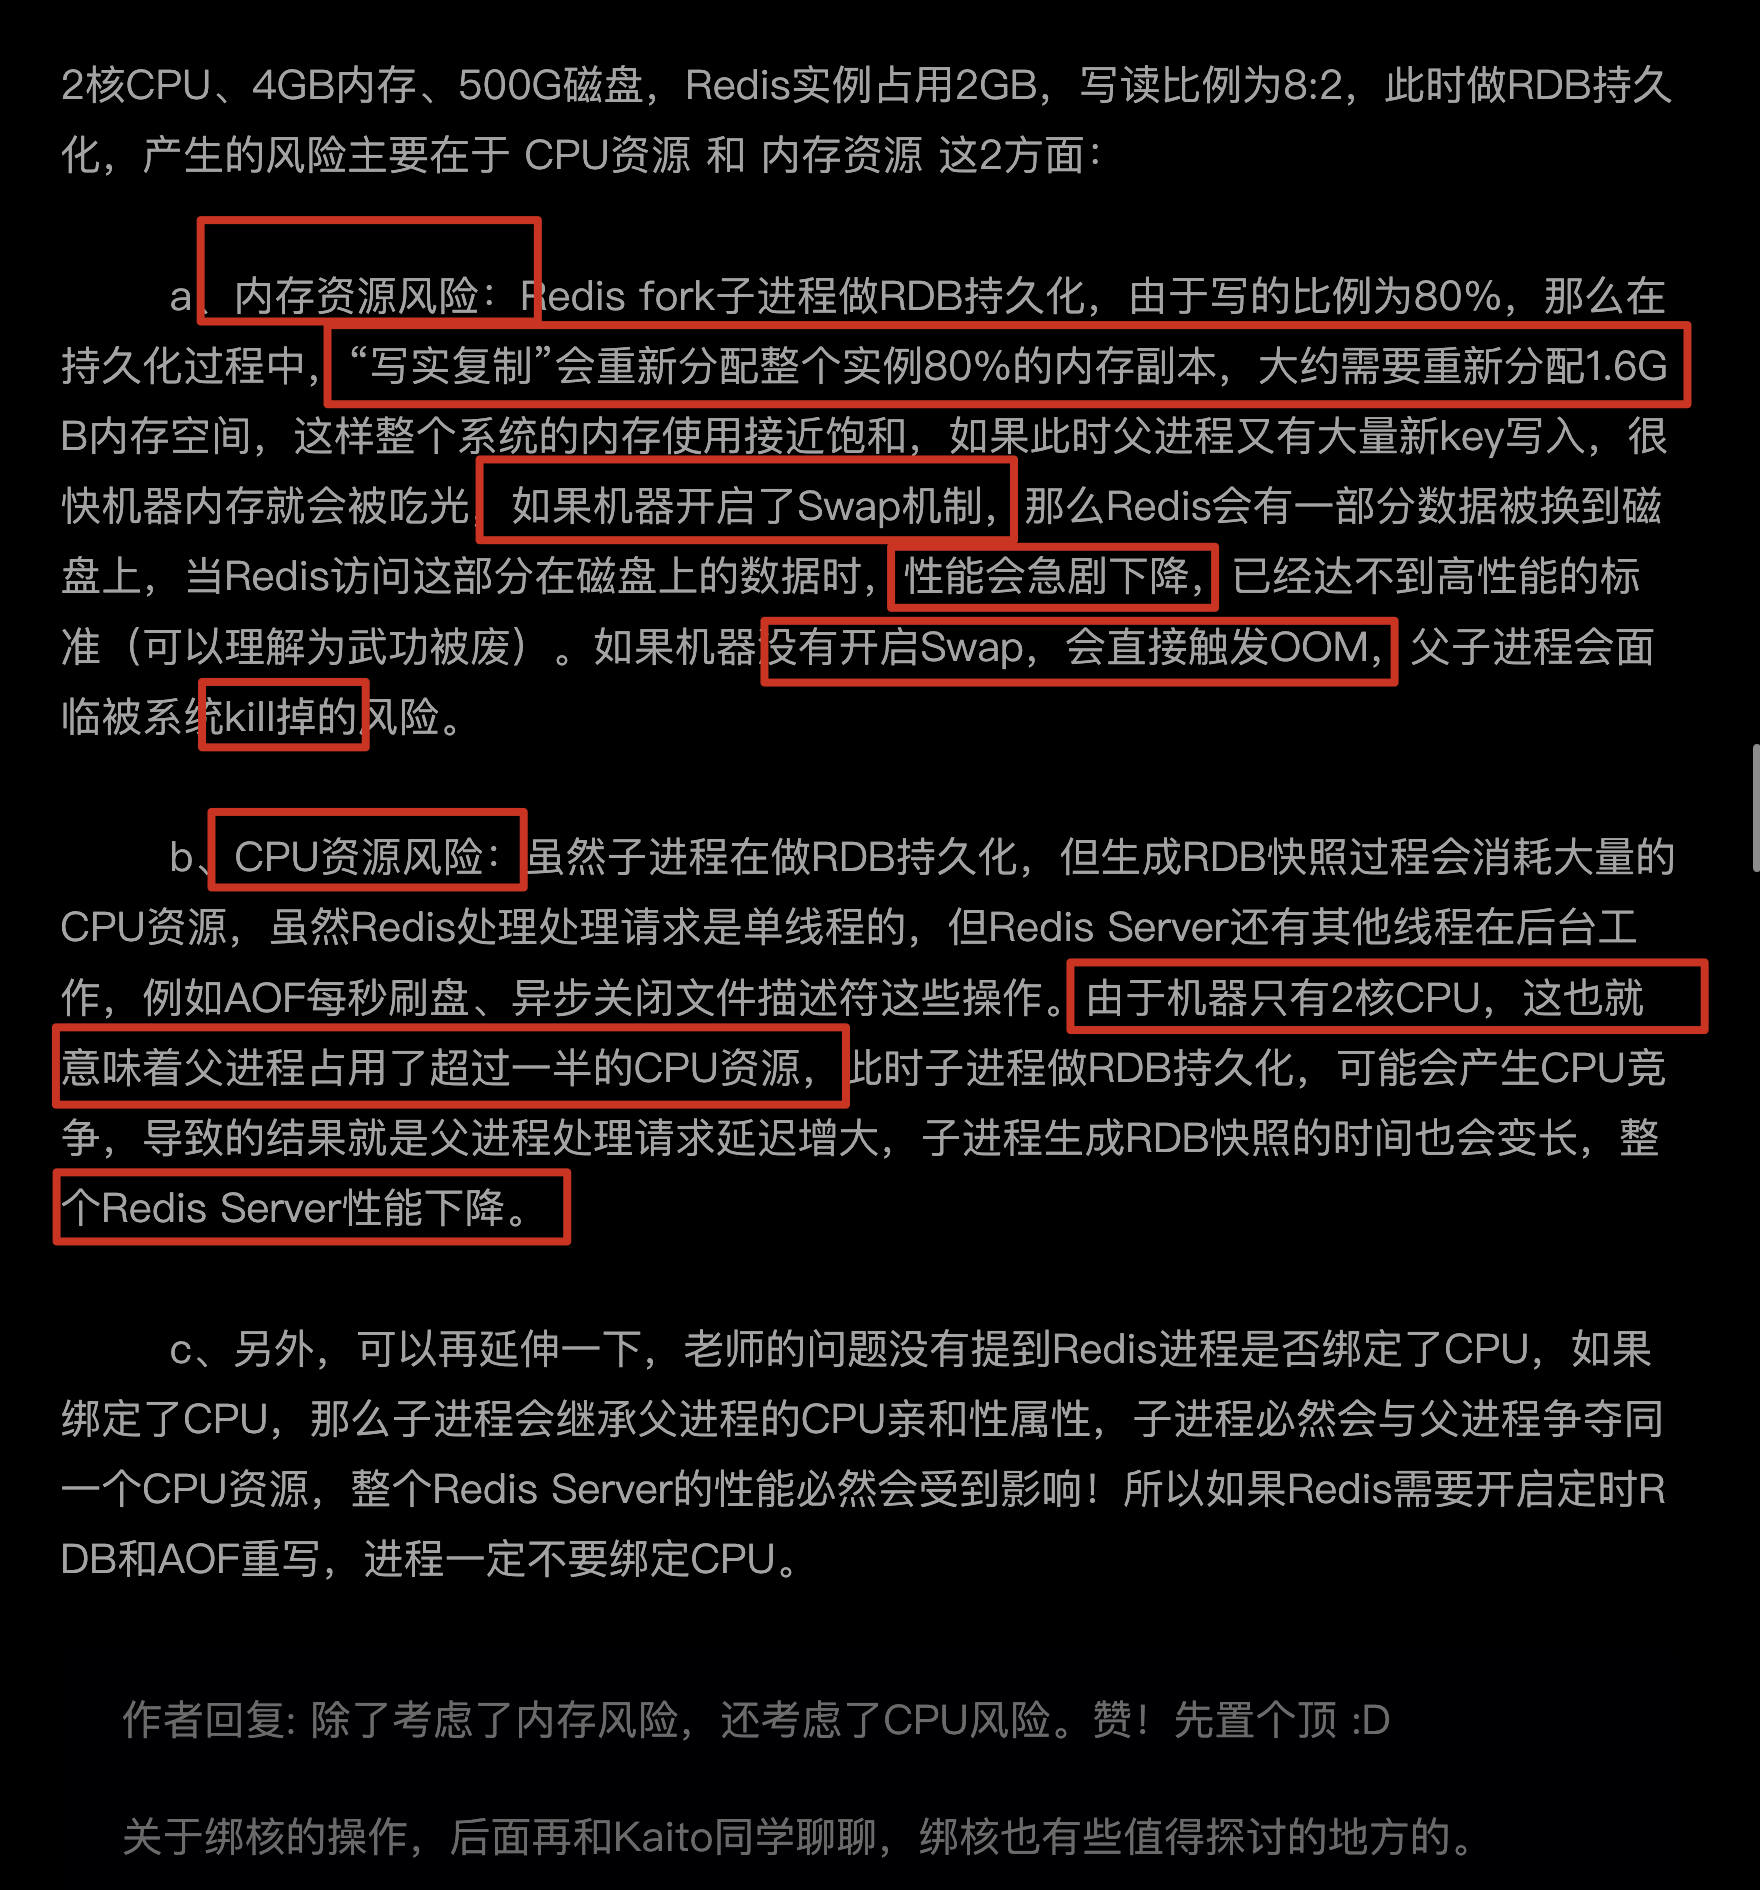 2核CPU、4GB内存、500G磁盘，Redis实例占用2GB，写读比例为8:2，此时做RDB持久
化，产生的风险主要在于 CPU资源 和 内存资源 这2方面：
a、内存资源风险：Redis fork子进程做RDB持久化，由于写的比例为80%，那么在
持久化过程中，“写实复制”会重新分配整个实例80%的内存副本，大约需要重新分配1.6G
B内存空间，这样整个系统的内存使用接近饱和，如果此时父进程又有大量新key写入，很
快机器内存就会被吃光，如果机器开启了Swap机制，那么Redis会有一部分数据被换到磁
盘上，当Redis访问这部分在磁盘上的数据时，性能会急剧下降，已经达不到高性能的标
准（可以理解为武功被废）。如果机器没有开启Swap，会直接触发OOM，父子进程会面
临被系统kill掉的风险。
b、CPU资源风险：虽然子进程在做RDB持久化，但生成RDB快照过程会消耗大量的
CPU资源，虽然Redis处理处理请求是单线程的，但Redis Server还有其他线程在后台工
作，例如AOF每秒刷盘、异步关闭文件描述符这些操作。由于机器只有2核CPU，这也就
意味着父进程占用了超过一半的CPU资源，此时子进程做RDB持久化，可能会产生CPU竞
争，导致的结果就是父进程处理请求延迟增大，子进程生成RDB快照的时间也会变长，整
个Redis Server性能下降。
c、另外，可以再延伸一下，老师的问题没有提到Redis进程是否绑定了CPU，如果
绑定了CPU，那么子进程会继承父进程的CPU亲和性属性，子进程必然会与父进程争夺同
一个CPU资源，整个Redis Server的性能必然会受到影响！所以如果Redis需要开启定时R
DB和AOF重写，进程一定不要绑定CPU。
作者回复: 除了考虑了内存风险，还考虑了CPU风险。赞！先置个顶 :D
关于绑核的操作，后面再和Kaito同学聊聊，绑核也有些值得探讨的地方的。